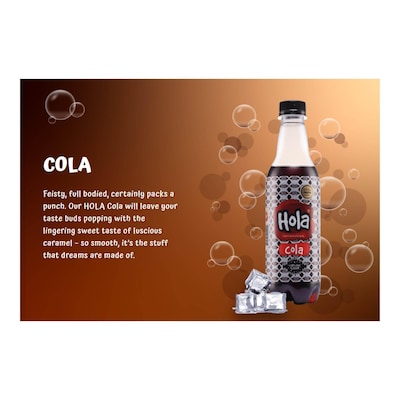 COLA
Feisty, full bodied, certainly packs a
punch. Our HOLA Cola will leave your
taste buds popping with the
lingering sweet taste of luscious
caramel – so smooth, it's the stuff
that dreams are made of.
Hola
cola